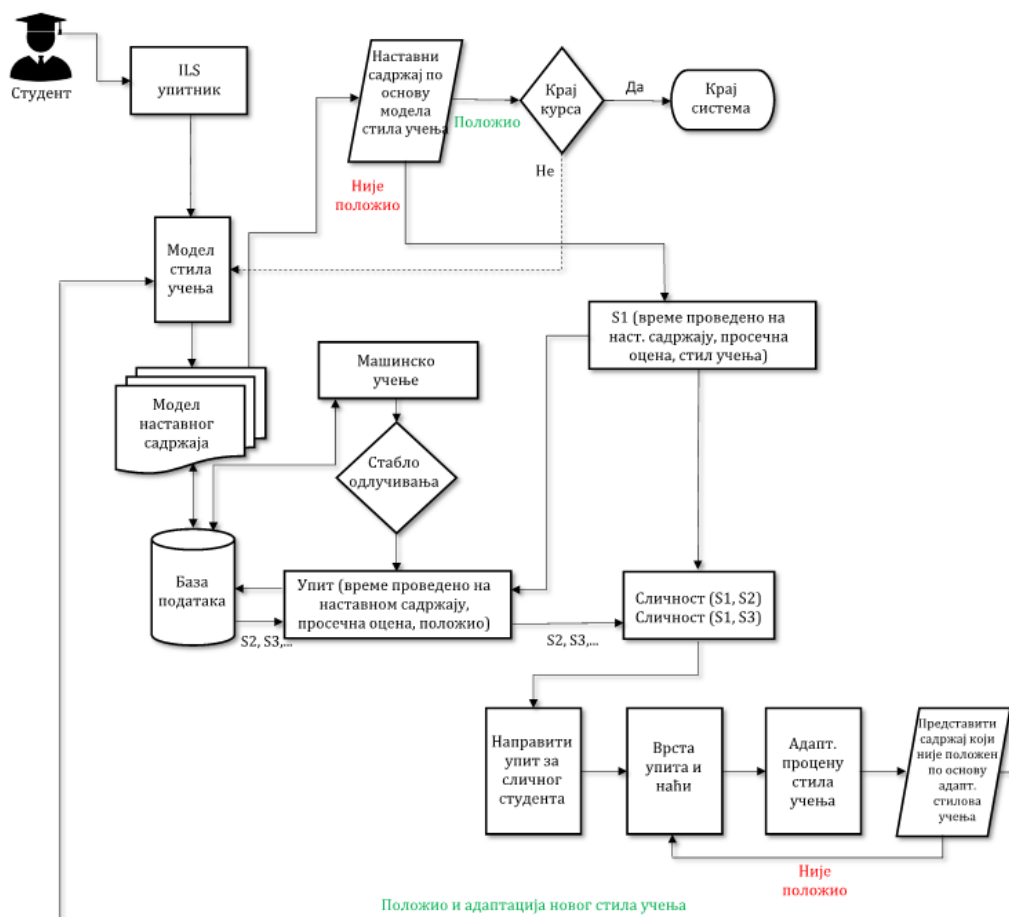 Студент
ILS
упитник
Наставни
садржај по
основу
модела
стила учења
Положио
Крај
курса
Да
Крај
система
Није
положио
Не
Модел
стила
учења
S1 (време проведено на
наст. садржају, просечна
оцена, стил учења)
Машинско
учење
Модел
наставног
садржаја
Стабло
одлучивања
База
података
Упит (време проведено на
наставном садржају,
просечна оцена, положио)
S2, S3,...
S2, S3,...
Сличност (S1, S2)
Сличност (S1, S3)
Направити
упит за
сличног
студента
Врста
упита и
наћи
Адапт.
процену
стила
учења
Представити
садржај који
није положен
по основу
адапт.
стилова
учења
Није
положио
Положио и адаптација новог стила учења